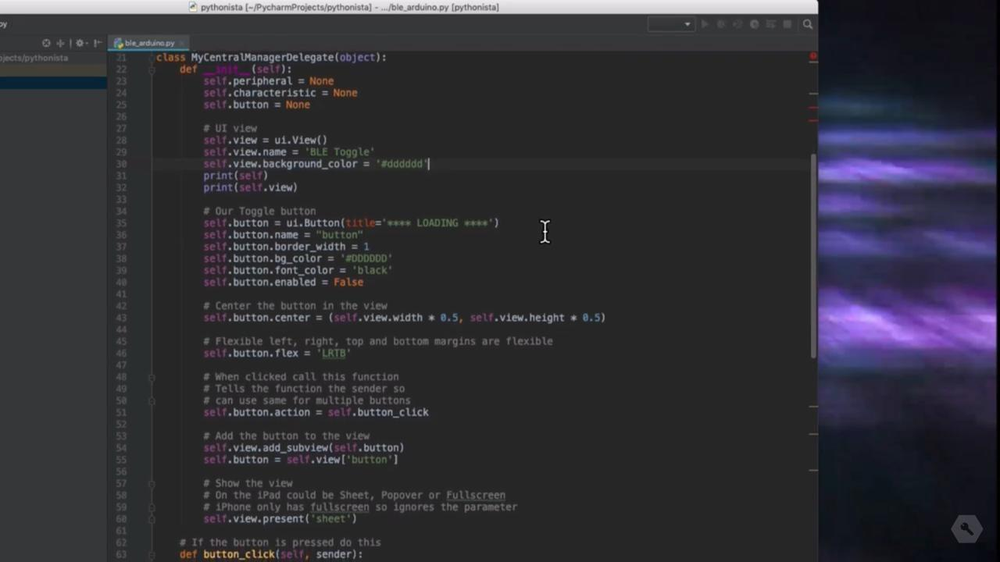 pythonista [~/PycharmProjects/pythonista] - .../ble_arduino.py [pythonista]
py
ojects/pythonista
ble_arduino.py
21 class MyCentralManagerDelegate(object):
22 def __init__(self):
23 self.peripheral = None
24 self.characteristic = None
25 self.button = None
26
27 # UI view
28 self.view = ui.View()
29 self.view.name = 'BLE Toggle'
30 self.view.background_color = '#dddddd'
31 print(self)
32 print(self.view)
33
34 # Our Toggle button
35 self.button = ui.Button(title='**** LOADING ****')
36 self.button.name = "button"
37 self.button.border_width = 1
38 self.button.bg_color = '#DDDDDD'
39 self.button.font_color = 'black'
40 self.button.enabled = False
41
42 # Center the button in the view
43 self.button.center = (self.view.width * 0.5, self.view.height * 0.5)
44
45 # Flexible left, right, top and bottom margins are flexible
46 self.button.flex = 'LRTB'
47
48 # When clicked call this function
49 # Tells the function the sender so
50 # can use same for multiple buttons
51 self.button.action = self.button_click
52
53 # Add the button to the view
54 self.view.add_subview(self.button)
55 self.button = self.view['button']
56
57 # Show the view
58 # On the iPad could be Sheet, Popover or Fullscreen
59 # iPhone only has fullscreen so ignores the parameter
60 self.view.present('sheet')
61
62 # If the button is pressed do this
63 def button_click(self, sender):